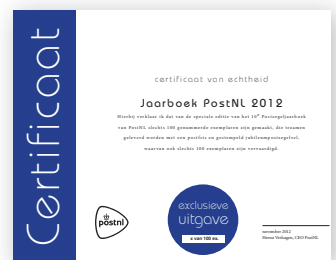 Certificaat
certificaat van echtheid
Jaarboek PostNL 2012
Hierbij verklaar ik dat van de speciale editie van het 16e Postzegeljaarboek
van PostNL slechts 100 genummerde exemplaren zijn gemaakt, die tezamen
geleverd worden met een postfris en gestempeld jubileumpostzegelvel,
waarvan ook slechts 100 exemplaren zijn vervaardigd.
postnl
exclusieve
uitgave
x van 100 ex.
november 2012
Herna Verhagen, CEO PostNL